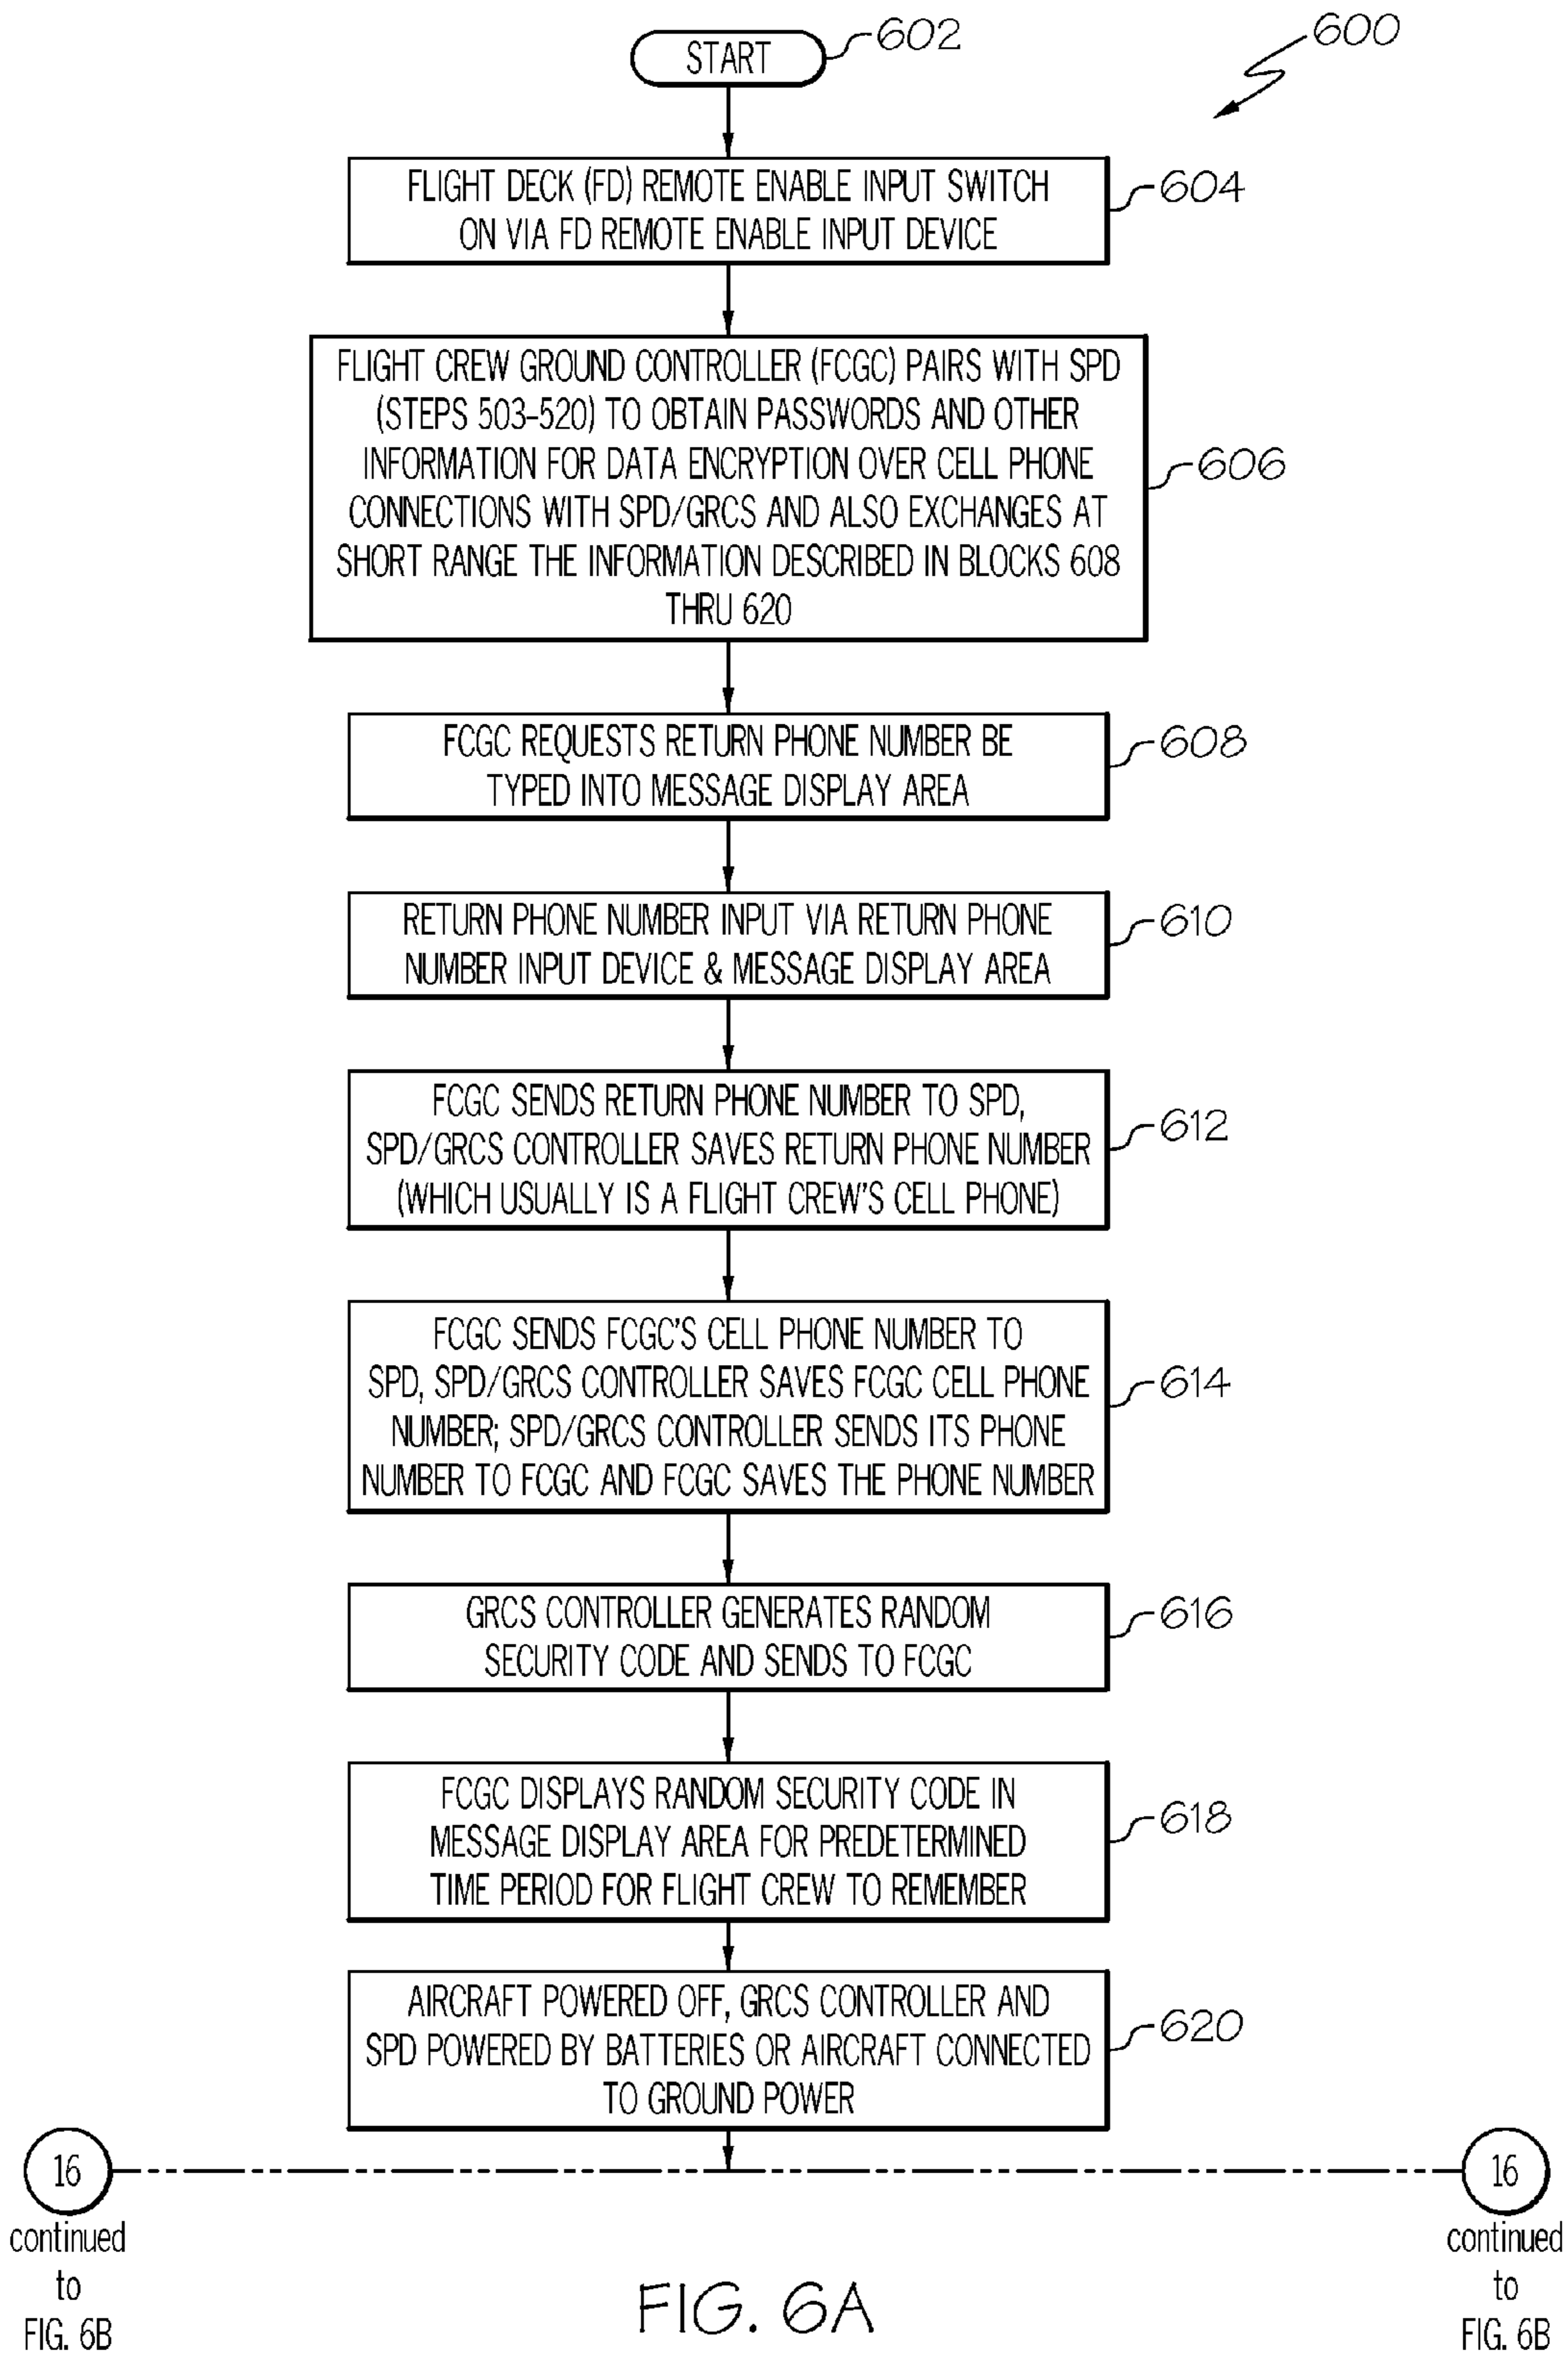 600
START
602
FLIGHT DECK (FD) REMOTE ENABLE INPUT SWITCH
ON VIA FD REMOTE ENABLE INPUT DEVICE
604
FLIGHT CREW GROUND CONTROLLER (FCGC) PAIRS WITH SPD
(STEPS 503-520) TO OBTAIN PASSWORDS AND OTHER
INFORMATION FOR DATA ENCRYPTION OVER CELL PHONE
CONNECTIONS WITH SPD/GRCS AND ALSO EXCHANGES AT
SHORT RANGE THE INFORMATION DESCRIBED IN BLOCKS 608
THRU 620
606
FCGC REQUESTS RETURN PHONE NUMBER BE
TYPED INTO MESSAGE DISPLAY AREA
608
RETURN PHONE NUMBER INPUT VIA RETURN PHONE
NUMBER INPUT DEVICE & MESSAGE DISPLAY AREA
610
FCGC SENDS RETURN PHONE NUMBER TO SPD,
SPD/GRCS CONTROLLER SAVES RETURN PHONE NUMBER
(WHICH USUALLY IS A FLIGHT CREW'S CELL PHONE)
612
FCGC SENDS FCGC'S CELL PHONE NUMBER TO
SPD, SPD/GRCS CONTROLLER SAVES FCGC CELL PHONE
NUMBER; SPD/GRCS CONTROLLER SENDS ITS PHONE
NUMBER TO FCGC AND FCGC SAVES THE PHONE NUMBER
614
GRCS CONTROLLER GENERATES RANDOM
SECURITY CODE AND SENDS TO FCGC
616
FCGC DISPLAYS RANDOM SECURITY CODE IN
MESSAGE DISPLAY AREA FOR PREDETERMINED
TIME PERIOD FOR FLIGHT CREW TO REMEMBER
618
AIRCRAFT POWERED OFF, GRCS CONTROLLER AND
SPD POWERED BY BATTERIES OR AIRCRAFT CONNECTED
TO GROUND POWER
620
16
continued
to
FIG. 6B
16
continued
to
FIG. 6B
FIG. 6A